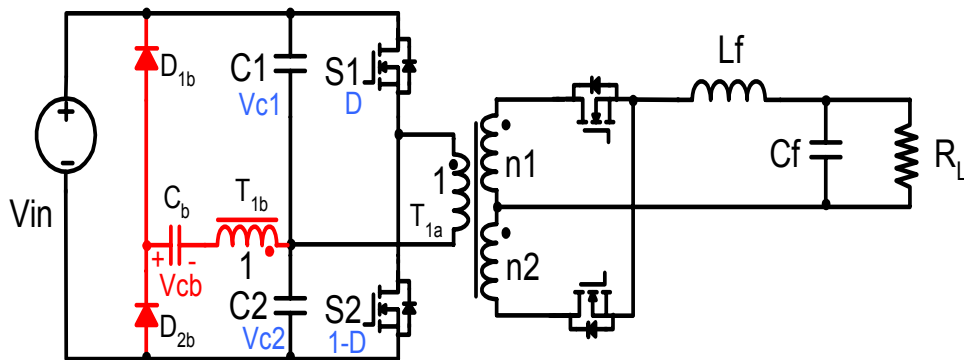 Vin
+
-
D1b
D2b
Cb
+ -
Vcb
T1b
1
C1
Vc1
C2
Vc2
S1
D
S2
1-D
1
T1a
n1
n2
Lf
Cf
RL